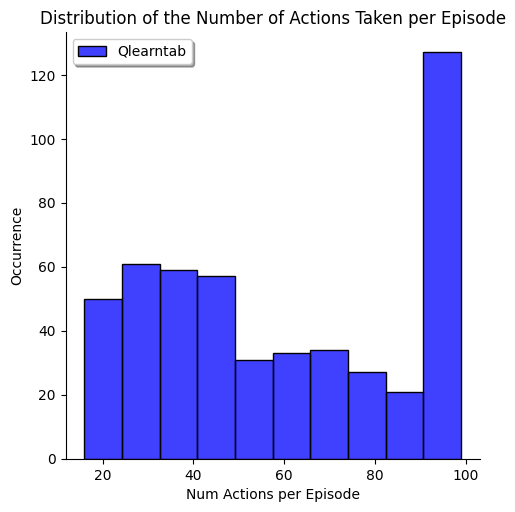 Distribution of the Number of Actions Taken per Episode
Qlearntab
120
100
80
60
40
20
0
Occurrence
20 40 60 80 100
Num Actions per Episode